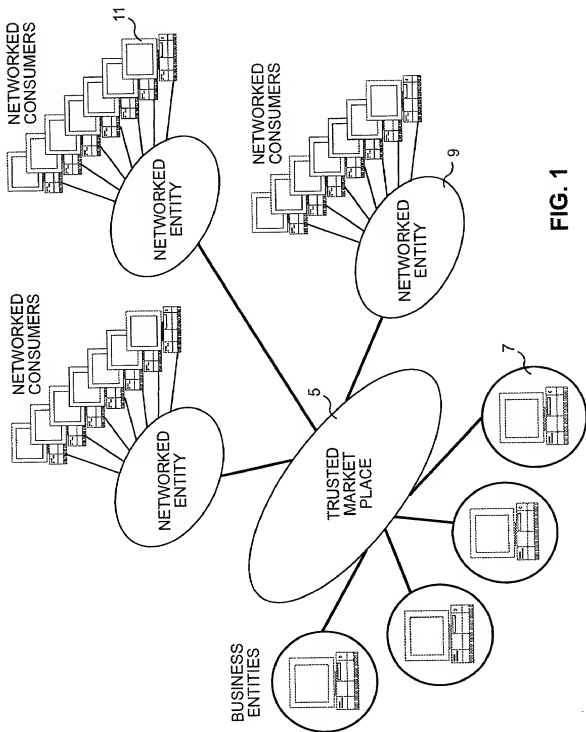 NETWORKED
CONSUMERS
NETWORKED
ENTITY
NETWORKED
CONSUMERS
11
NETWORKED
ENTITY
NETWORKED
CONSUMERS
NETWORKED
ENTITY
9
TRUSTED
MARKET
PLACE
5
BUSINESS
ENTITIES
7
FIG. 1